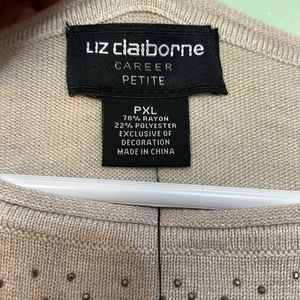 Liz claiborne
CAREER
PETITE
PXL
78% RAYON
22% POLYESTER
EXCLUSIVE OF
DECORATION
MADE IN CHINA